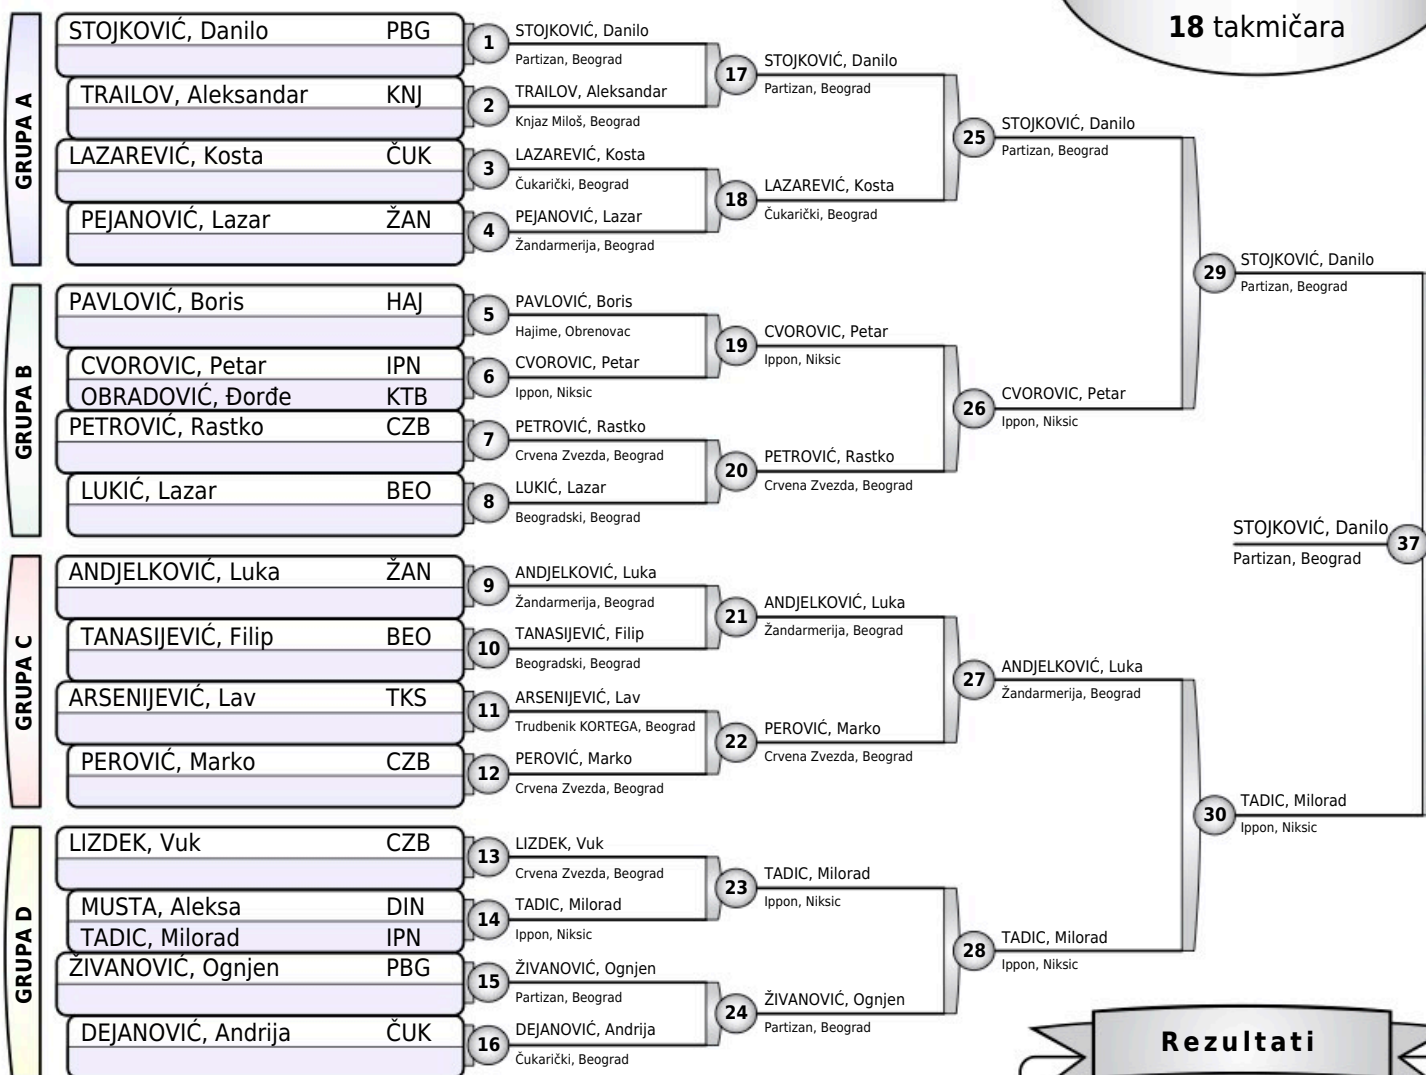 18 takmičara
GRUPA A
STOJKOVIĆ, Danilo PBG
TRAILOV, Aleksandar KNJ
LAZAREVIĆ, Kosta ČUK
PEJANOVIĆ, Lazar ŽAN
GRUPA B
PAVLOVIĆ, Boris HAJ
CVOROVIC, Petar IPN
OBRADOVIĆ, Đorđe KTB
PETROVIĆ, Rastko CZB
LUKIĆ, Lazar BEO
GRUPA C
ANDJELKOVIĆ, Luka ŽAN
TANASIJEVIĆ, Filip BEO
ARSENIJEVIĆ, Lav TKS
PEROVIĆ, Marko CZB
GRUPA D
LIZDEK, Vuk CZB
MUSTA, Aleksa DIN
TADIC, Milorad IPN
ŽIVANOVIĆ, Ognjen PBG
DEJANOVIĆ, Andrija ČUK
1 STOJKOVIĆ, Danilo
Partizan, Beograd
2 TRAILOV, Aleksandar
Knjaz Miloš, Beograd
3 LAZAREVIĆ, Kosta
Čukarički, Beograd
4 PEJANOVIĆ, Lazar
Žandarmerija, Beograd
5 PAVLOVIĆ, Boris
Hajime, Obrenovac
6 CVOROVIC, Petar
Ippon, Niksic
7 PETROVIĆ, Rastko
Crvena Zvezda, Beograd
8 LUKIĆ, Lazar
Beogradski, Beograd
9 ANDJELKOVIĆ, Luka
Žandarmerija, Beograd
10 TANASIJEVIĆ, Filip
Beogradski, Beograd
11 ARSENIJEVIĆ, Lav
Trudbenik KORTEGA, Beograd
12 PEROVIĆ, Marko
Crvena Zvezda, Beograd
13 LIZDEK, Vuk
Crvena Zvezda, Beograd
14 TADIC, Milorad
Ippon, Niksic
15 ŽIVANOVIĆ, Ognjen
Partizan, Beograd
16 DEJANOVIĆ, Andrija
Čukarički, Beograd
17 STOJKOVIĆ, Danilo
Partizan, Beograd
18 LAZAREVIĆ, Kosta
Čukarički, Beograd
19 CVOROVIC, Petar
Ippon, Niksic
20 PETROVIĆ, Rastko
Crvena Zvezda, Beograd
21 ANDJELKOVIĆ, Luka
Žandarmerija, Beograd
22 PEROVIĆ, Marko
Crvena Zvezda, Beograd
23 TADIC, Milorad
Ippon, Niksic
24 ŽIVANOVIĆ, Ognjen
Partizan, Beograd
25 STOJKOVIĆ, Danilo
Partizan, Beograd
26 CVOROVIC, Petar
Ippon, Niksic
27 ANDJELKOVIĆ, Luka
Žandarmerija, Beograd
28 TADIC, Milorad
Ippon, Niksic
29 STOJKOVIĆ, Danilo
Partizan, Beograd
30 TADIC, Milorad
Ippon, Niksic
STOJKOVIĆ, Danilo 37
Partizan, Beograd
Rezultati